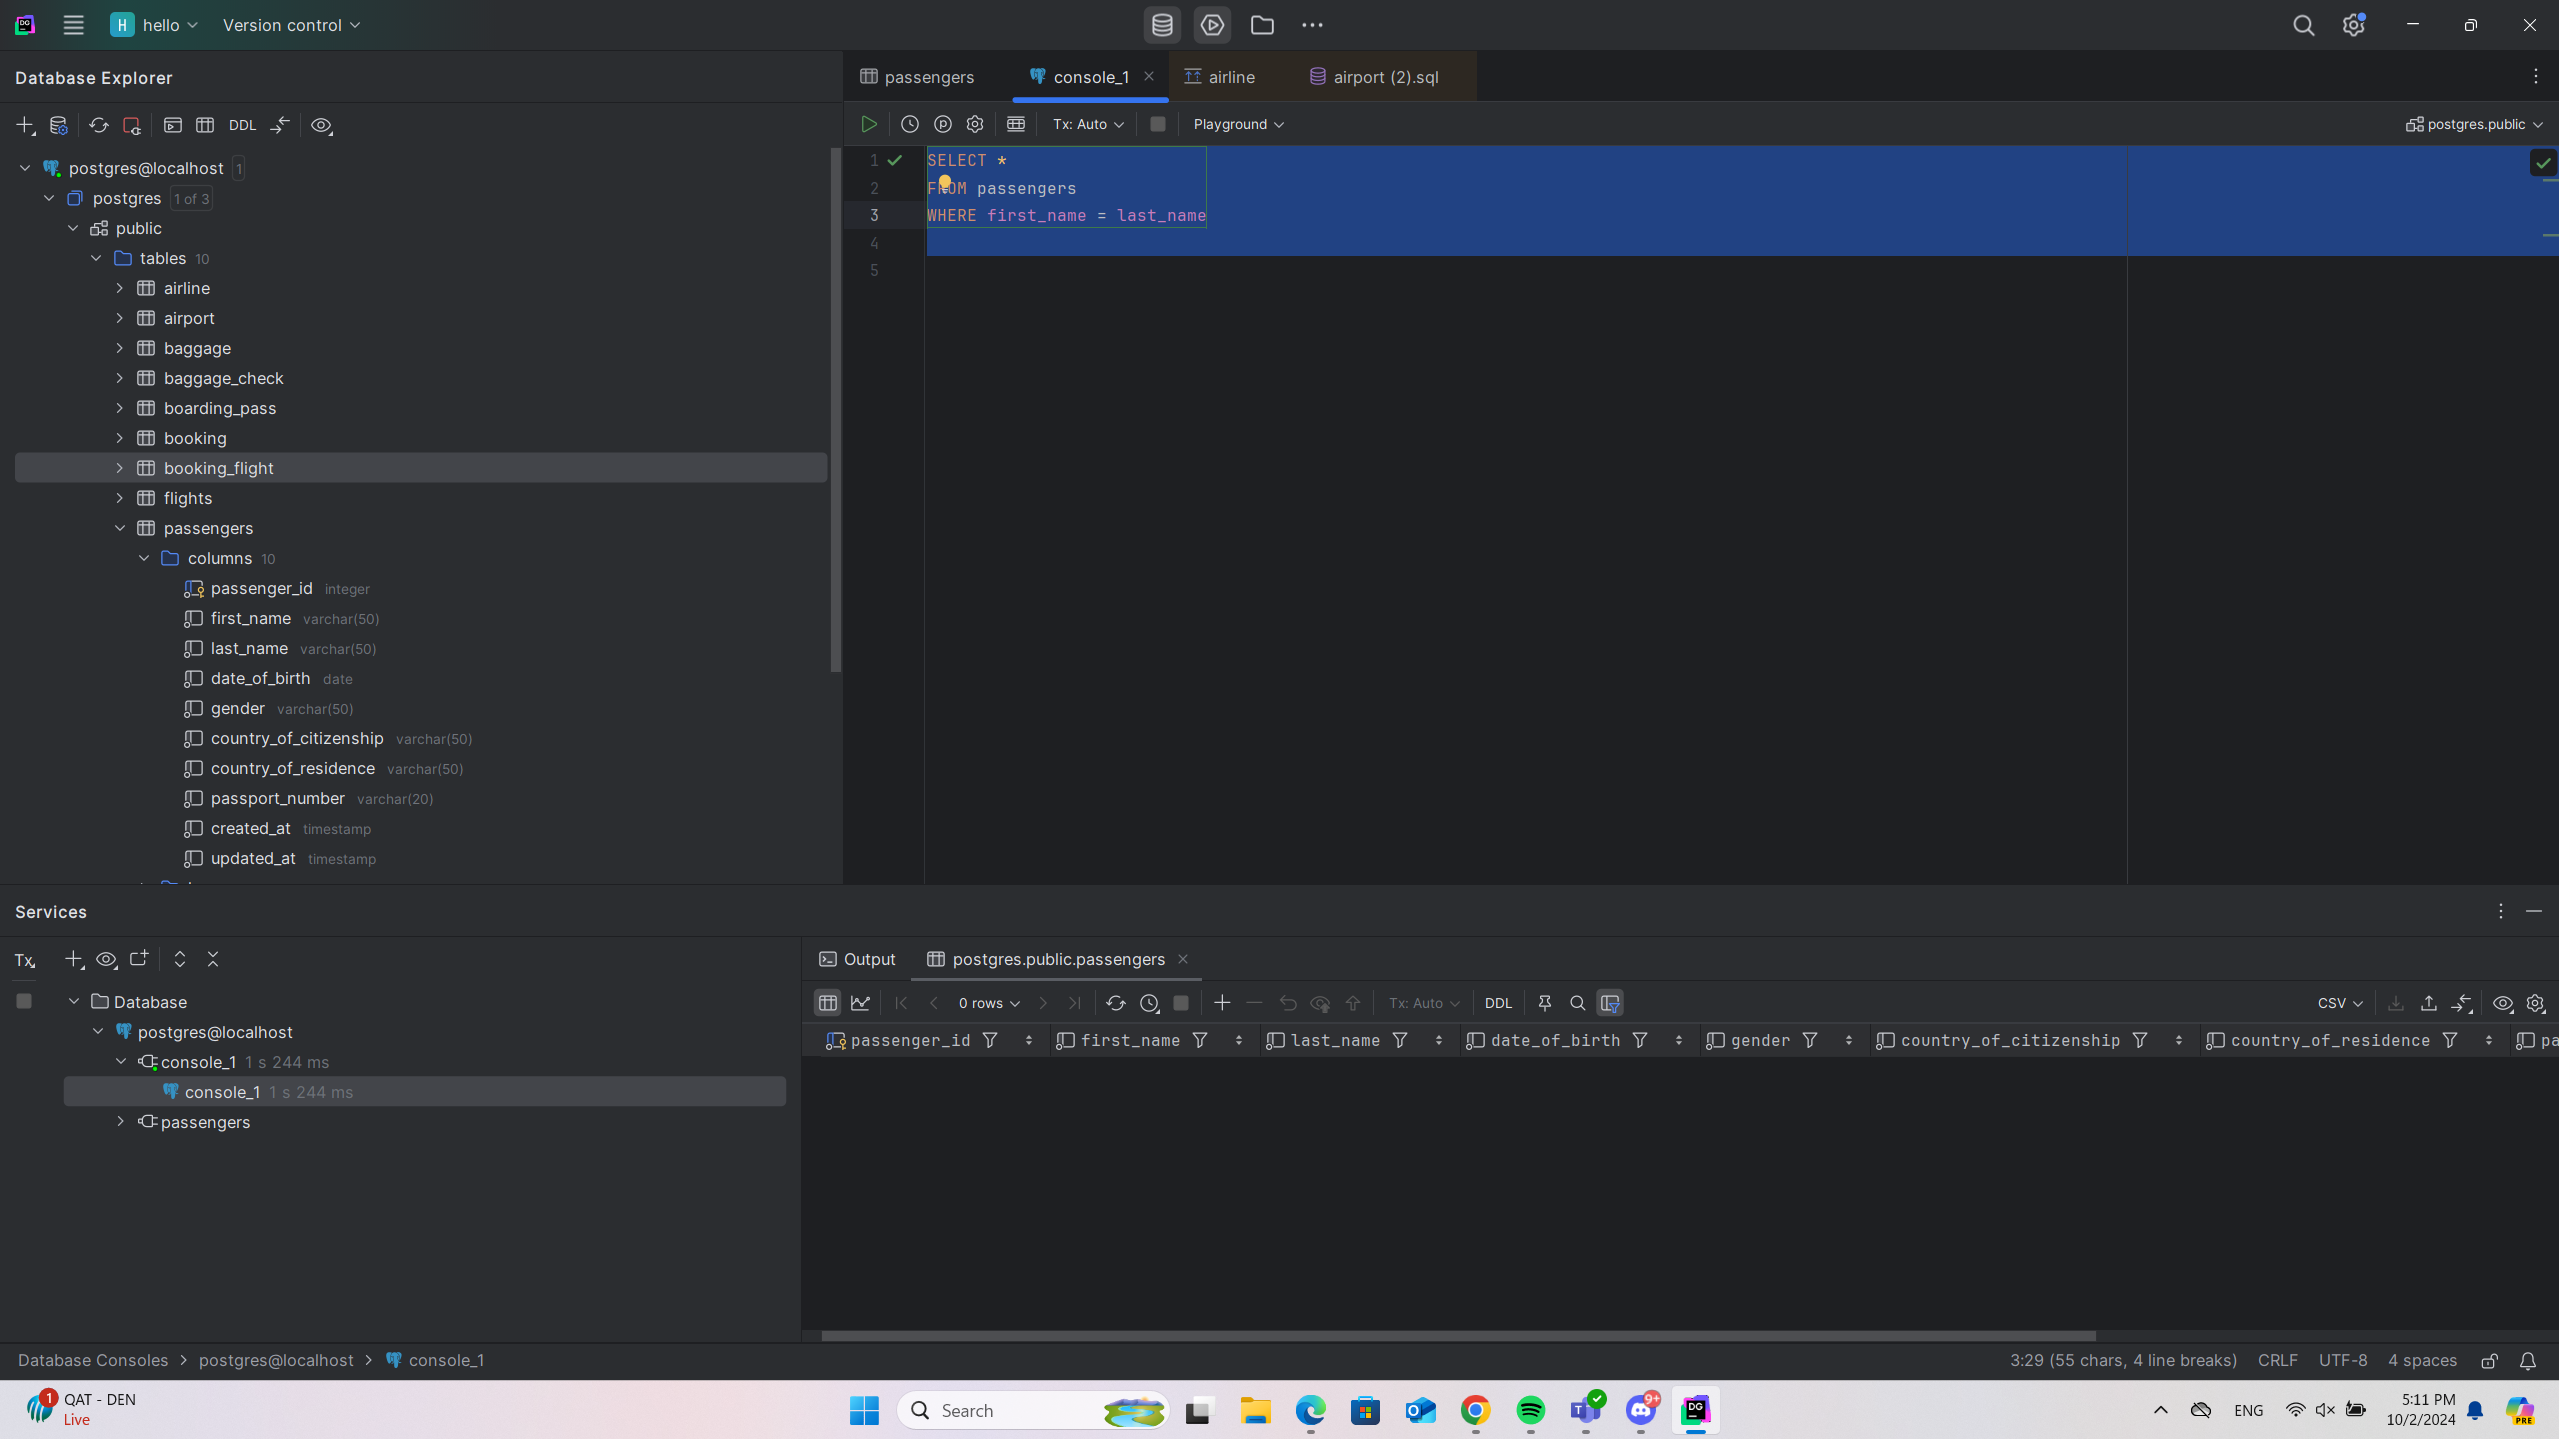 H hello Version control
Database Explorer
DDL
postgres@localhost 1
postgres 1 of 3
public
tables 10
airline
airport
baggage
baggage_check
boarding_pass
booking
booking_flight
flights
passengers
columns 10
passenger_id integer
first_name varchar(50)
last_name varchar(50)
date_of_birth date
gender varchar(50)
country_of_citizenship varchar(50)
country_of_residence varchar(50)
passport_number varchar(20)
created_at timestamp
updated_at timestamp
passengers console_1 airline airport (2).sql
Tx: Auto Playground postgres.public
1 SELECT *
2 FROM passengers
3 WHERE first_name = last_name
4
5
Services
Tx
Database
postgres@localhost
console_1 1 s 244 ms
console_1 1 s 244 ms
passengers
Output postgres.public.passengers
0 rows Tx: Auto DDL CSV
passenger_id first_name last_name date_of_birth gender country_of_citizenship country_of_residence pa
Database Consoles > postgres@localhost > console_1
3:29 (55 chars, 4 line breaks) CRLF UTF-8 4 spaces
1 QAT - DEN
Live
Search
9+
DG
ENG
5:11 PM
10/2/2024
PRE